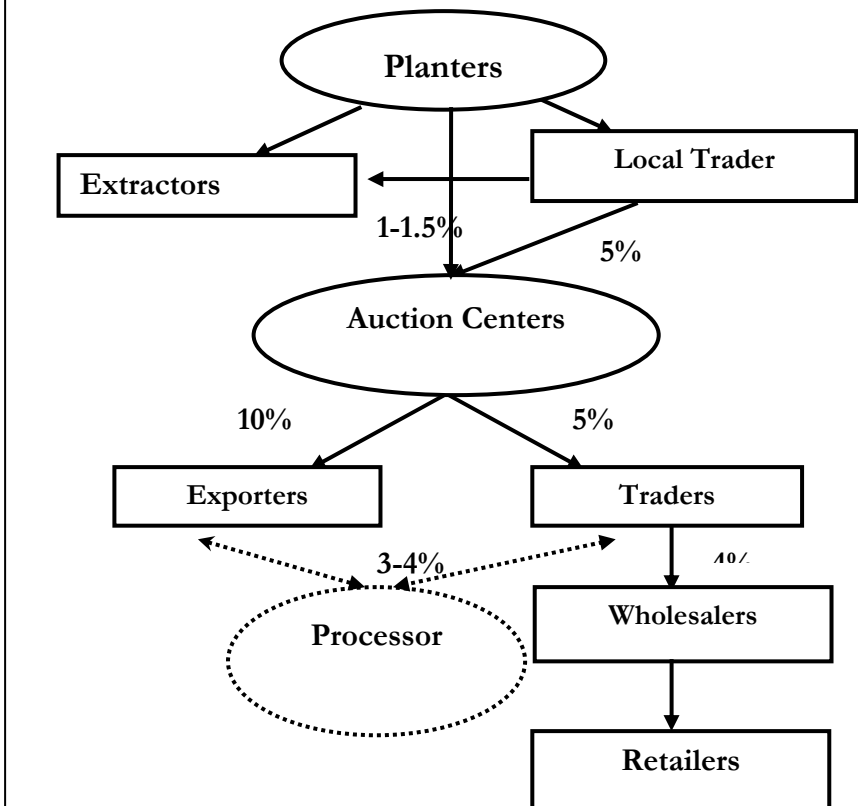 Planters
Local Trader
Extractors
1-1.5%
5%
Auction Centers
10%
5%
Exporters
Traders
3-4%
4%
Wholesalers
Processor
Retailers